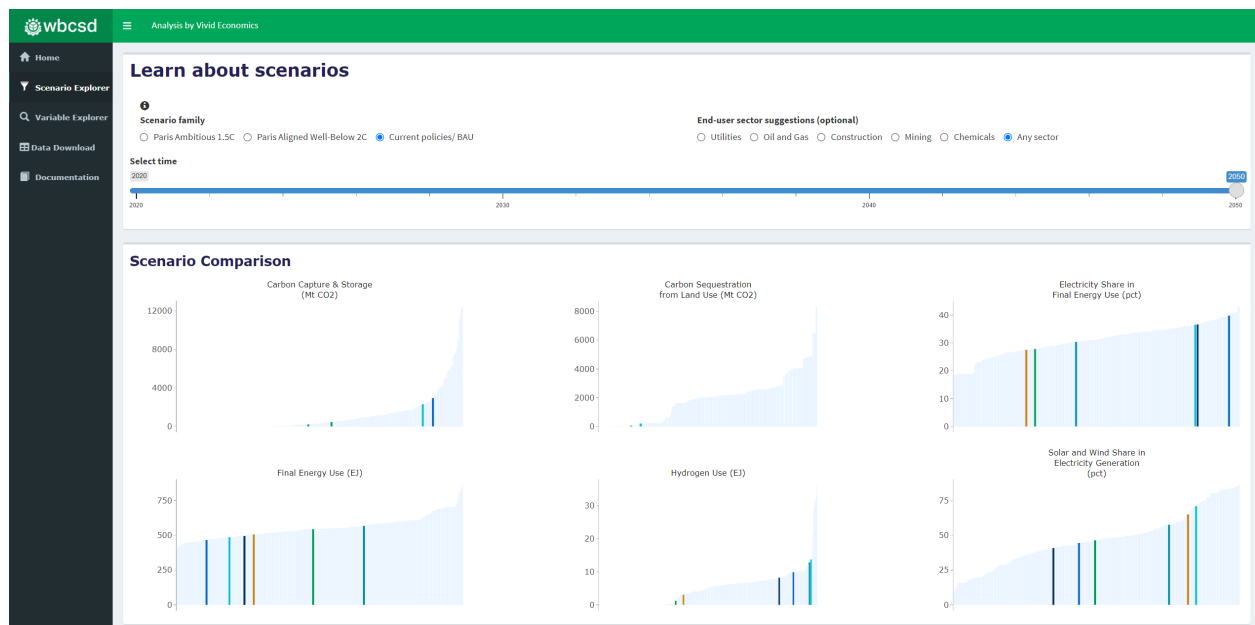 wbcsd
Analysis by Vivid Economics
Home
Scenario Explorer
Variable Explorer
Data Download
Documentation
Learn about scenarios
Scenario family
Paris Ambitious 1.5C Paris Aligned Well-Below 2C Current policies/ BAU
End-user sector suggestions (optional)
Utilities Oil and Gas Construction Mining Chemicals Any sector
Select time
2020 2050
2020 2030 2040 2050
Scenario Comparison
Carbon Capture & Storage
(Mt CO2)
12000
8000
4000
0
Carbon Sequestration
from Land Use (Mt CO2)
8000
6000
4000
2000
0
Electricity Share in
Final Energy Use (pct)
40
30
20
10
0
Final Energy Use (EJ)
750
500
250
0
Hydrogen Use (EJ)
30
20
10
0
Solar and Wind Share in
Electricity Generation
(pct)
75
50
25
0